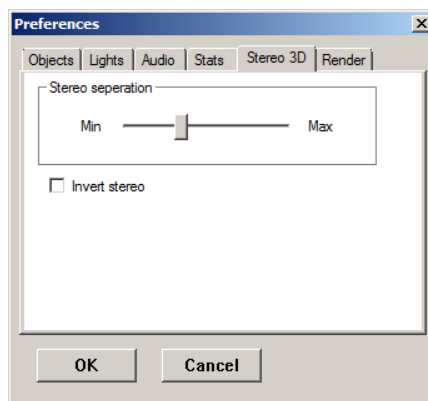 Preferences
Objects Lights Audio Stats Stereo 3D Render
Stereo seperation
Min Max
Invert stereo
OK Cancel